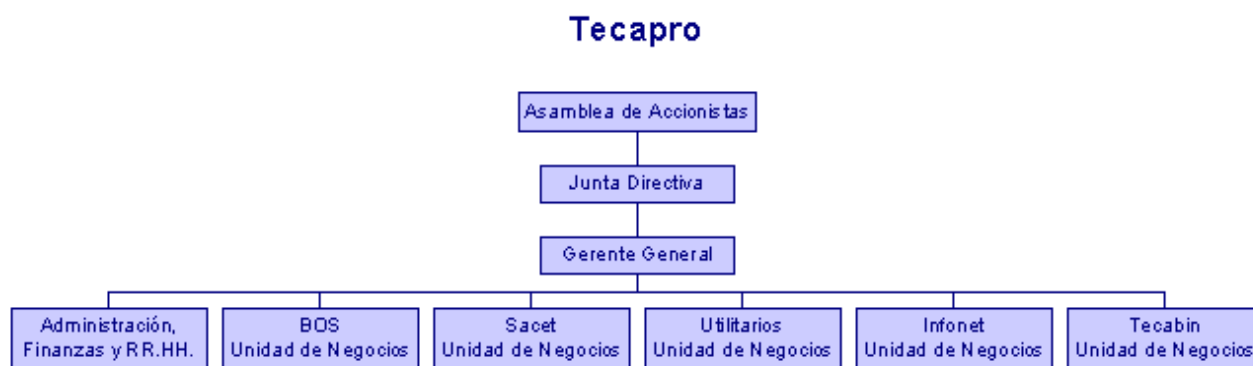 Tecapro
Asamblea de Accionistas
Junta Directiva
Gerente General
Administración,
Finanzas y RR.HH.
BOS
Unidad de Negocios
Sacet
Unidad de Negocios
Utilitarios
Unidad de Negocios
Infonet
Unidad de Negocios
Tecabin
Unidad de Negocios